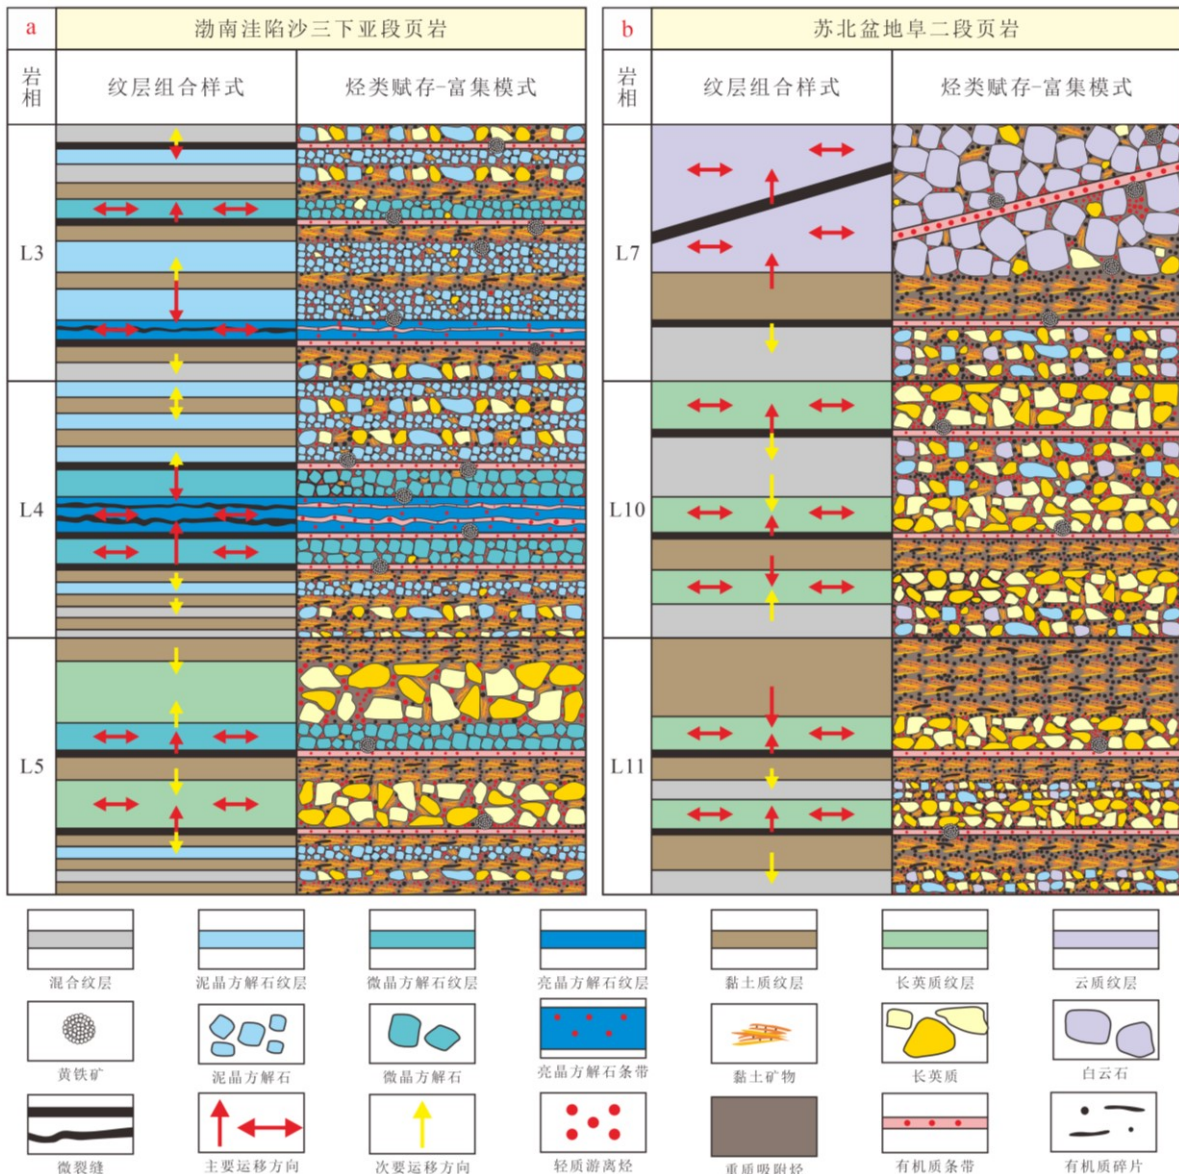 a 渤南洼陷沙三下亚段页岩
岩相 纹层组合样式 烃类赋存-富集模式
L3
L4
L5
b 苏北盆地阜二段页岩
岩相 纹层组合样式 烃类赋存-富集模式
L7
L10
L11
混合纹层 泥晶方解石纹层 微晶方解石纹层 亮晶方解石纹层 黏土质纹层 长英质纹层 云质纹层
黄铁矿 泥晶方解石 微晶方解石 亮晶方解石条带 黏土矿物 长英质 白云石
微裂缝 主要运移方向 次要运移方向 轻质游离烃 重质吸附烃 有机质条带 有机质碎片